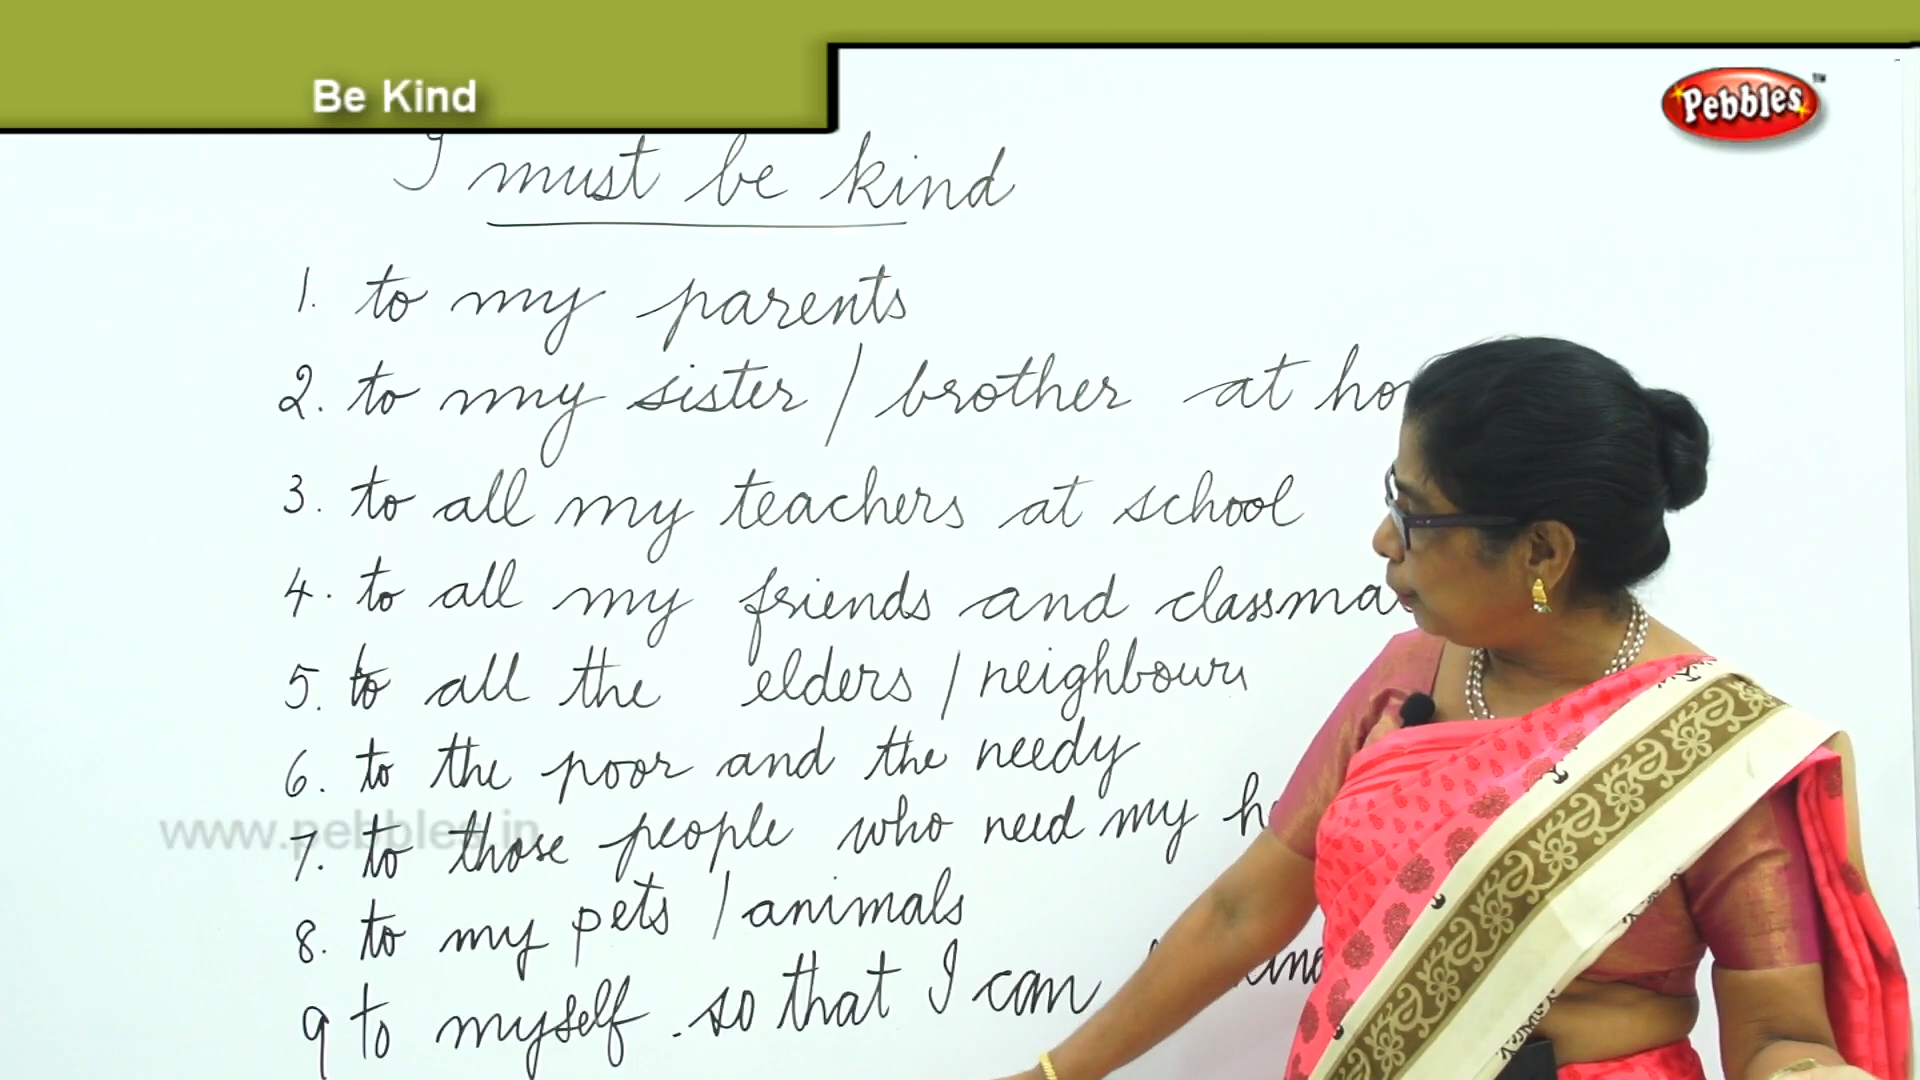 Be Kind
Pebbles™
I must be kind
1. to my parents
2. to my sister / brother at ho
3. to all my teachers at school
4. to all my friends and classma
5. to all the elders / neighbours
6. to the poor and the needy
7. to those people who need my h
www.pebbles.in
8. to my pets / animals
9 to myself. so that I can